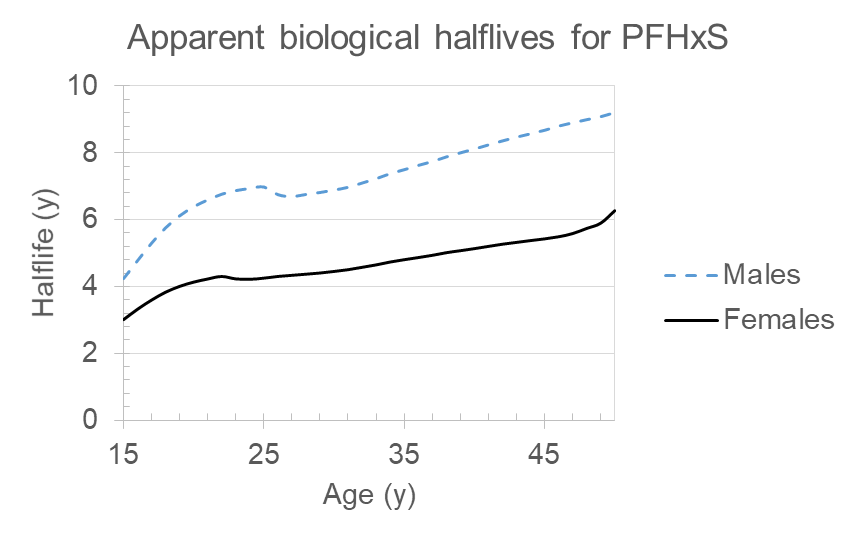 Apparent biological halflives for PFHxS
10
8
6
4
2
0
Halflife (y)
15 25 35 45
Age (y)
Males
Females